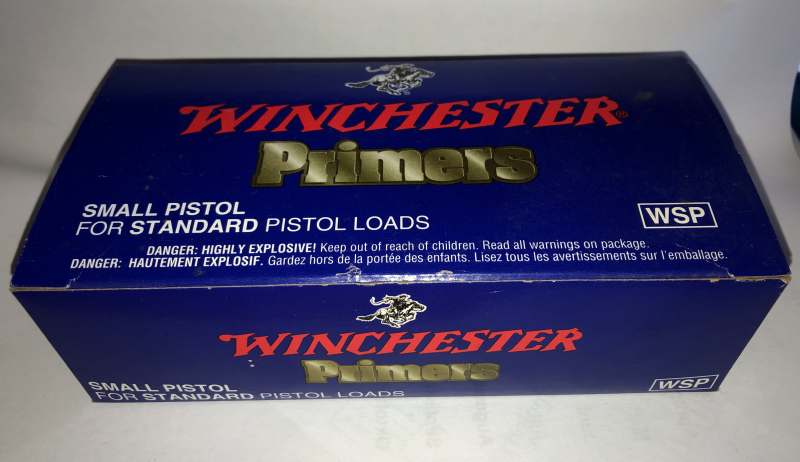 WINCHESTER®
Primers
SMALL PISTOL
FOR STANDARD PISTOL LOADS
WSP
DANGER: HIGHLY EXPLOSIVE! Keep out of reach of children. Read all warnings on package.
DANGER: HAUTEMENT EXPLOSIF. Gardez hors de la portée des enfants. Lisez tous les avertissements sur l'emballage.
WINCHESTER
Primers
SMALL PISTOL
FOR STANDARD PISTOL LOADS
WSP